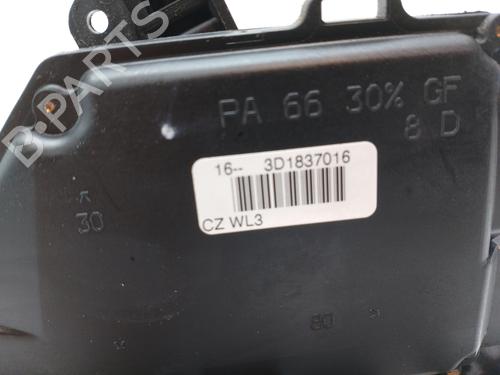 B-PARTS
PA 66 30% GF
8 D
16-- 3D1837016
CZ WL3
30
80